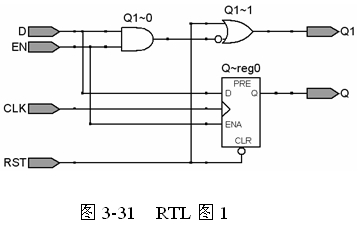 Q1~0
Q1~1
D
EN
Q1
Q~reg0
PRE
D
Q
Q
CLK
ENA
CLR
RST
图 3-31 RTL 图 1